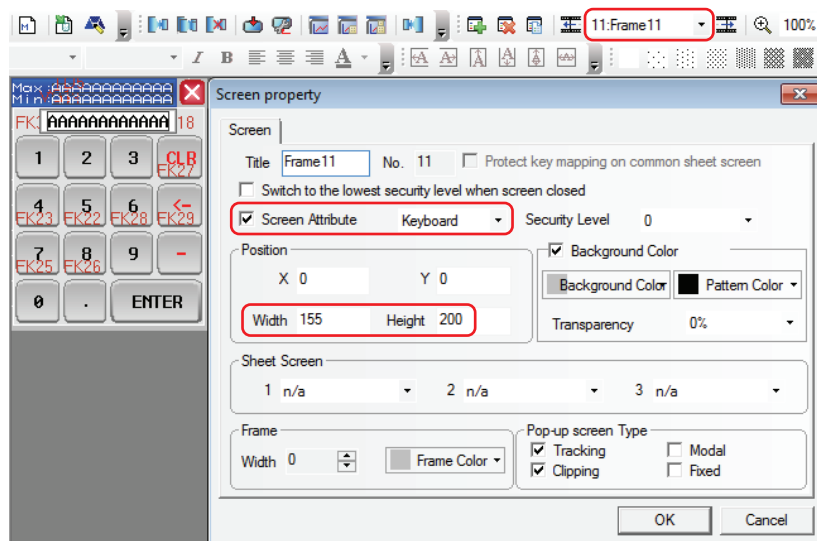 11:Frame11
100%
I B A
Max :AAAAAAAAAAAA
Min :AAAAAAAAAAAA
AAAAAAAAAAAA 18
1 2 3 CLR
FK27
4 5 6 <-
FK23 FK22 FK28 FK29
7 8 9 -
FK25 FK26
0 . ENTER
Screen property
Screen
Title Frame11 No. 11 Protect key mapping on common sheet screen
Switch to the lowest security level when screen closed
Screen Attribute Keyboard Security Level 0
Position
Background Color
X 0 Y 0
Background Color Pattern Color
Width 155 Height 200
Transparency 0%
Sheet Screen
1 n/a 2 n/a 3 n/a
Frame
Width 0 Frame Color
Pop-up screen Type
Tracking Modal
Clipping Fixed
OK Cancel